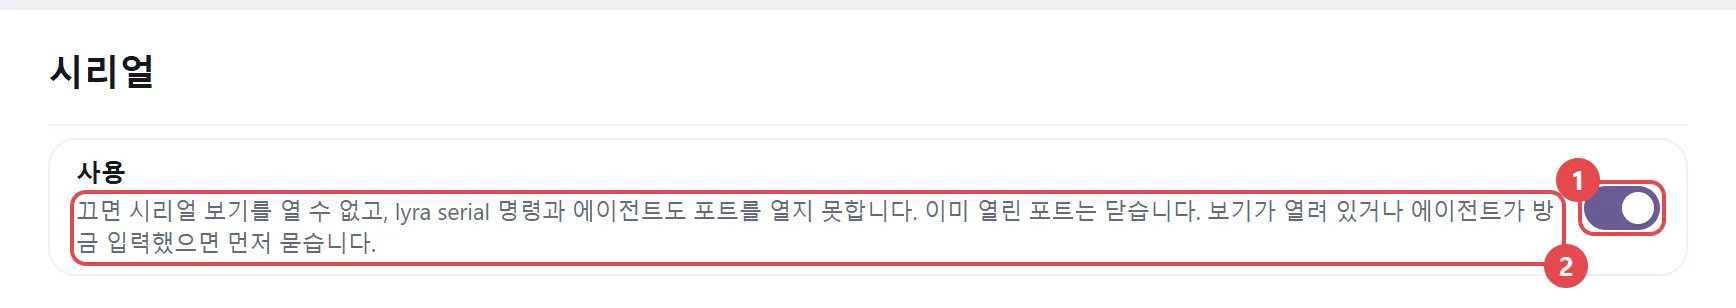 시리얼
사용
끄면 시리얼 보기를 열 수 없고, lyra serial 명령과 에이전트도 포트를 열지 못합니다. 이미 열린 포트는 닫습니다. 보기가 열려 있거나 에이전트가 방
금 입력했으면 먼저 묻습니다.
1
2